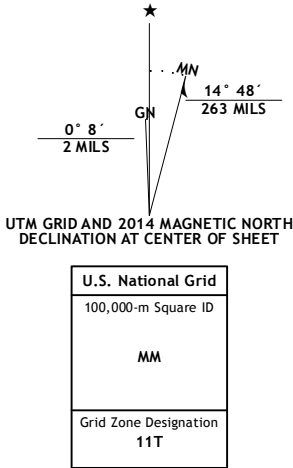 ★
MN
14° 48´
263 MILS
GN
0° 8´
2 MILS
UTM GRID AND 2014 MAGNETIC NORTH
DECLINATION AT CENTER OF SHEET
U.S. National Grid
100,000-m Square ID
MM
Grid Zone Designation
11T